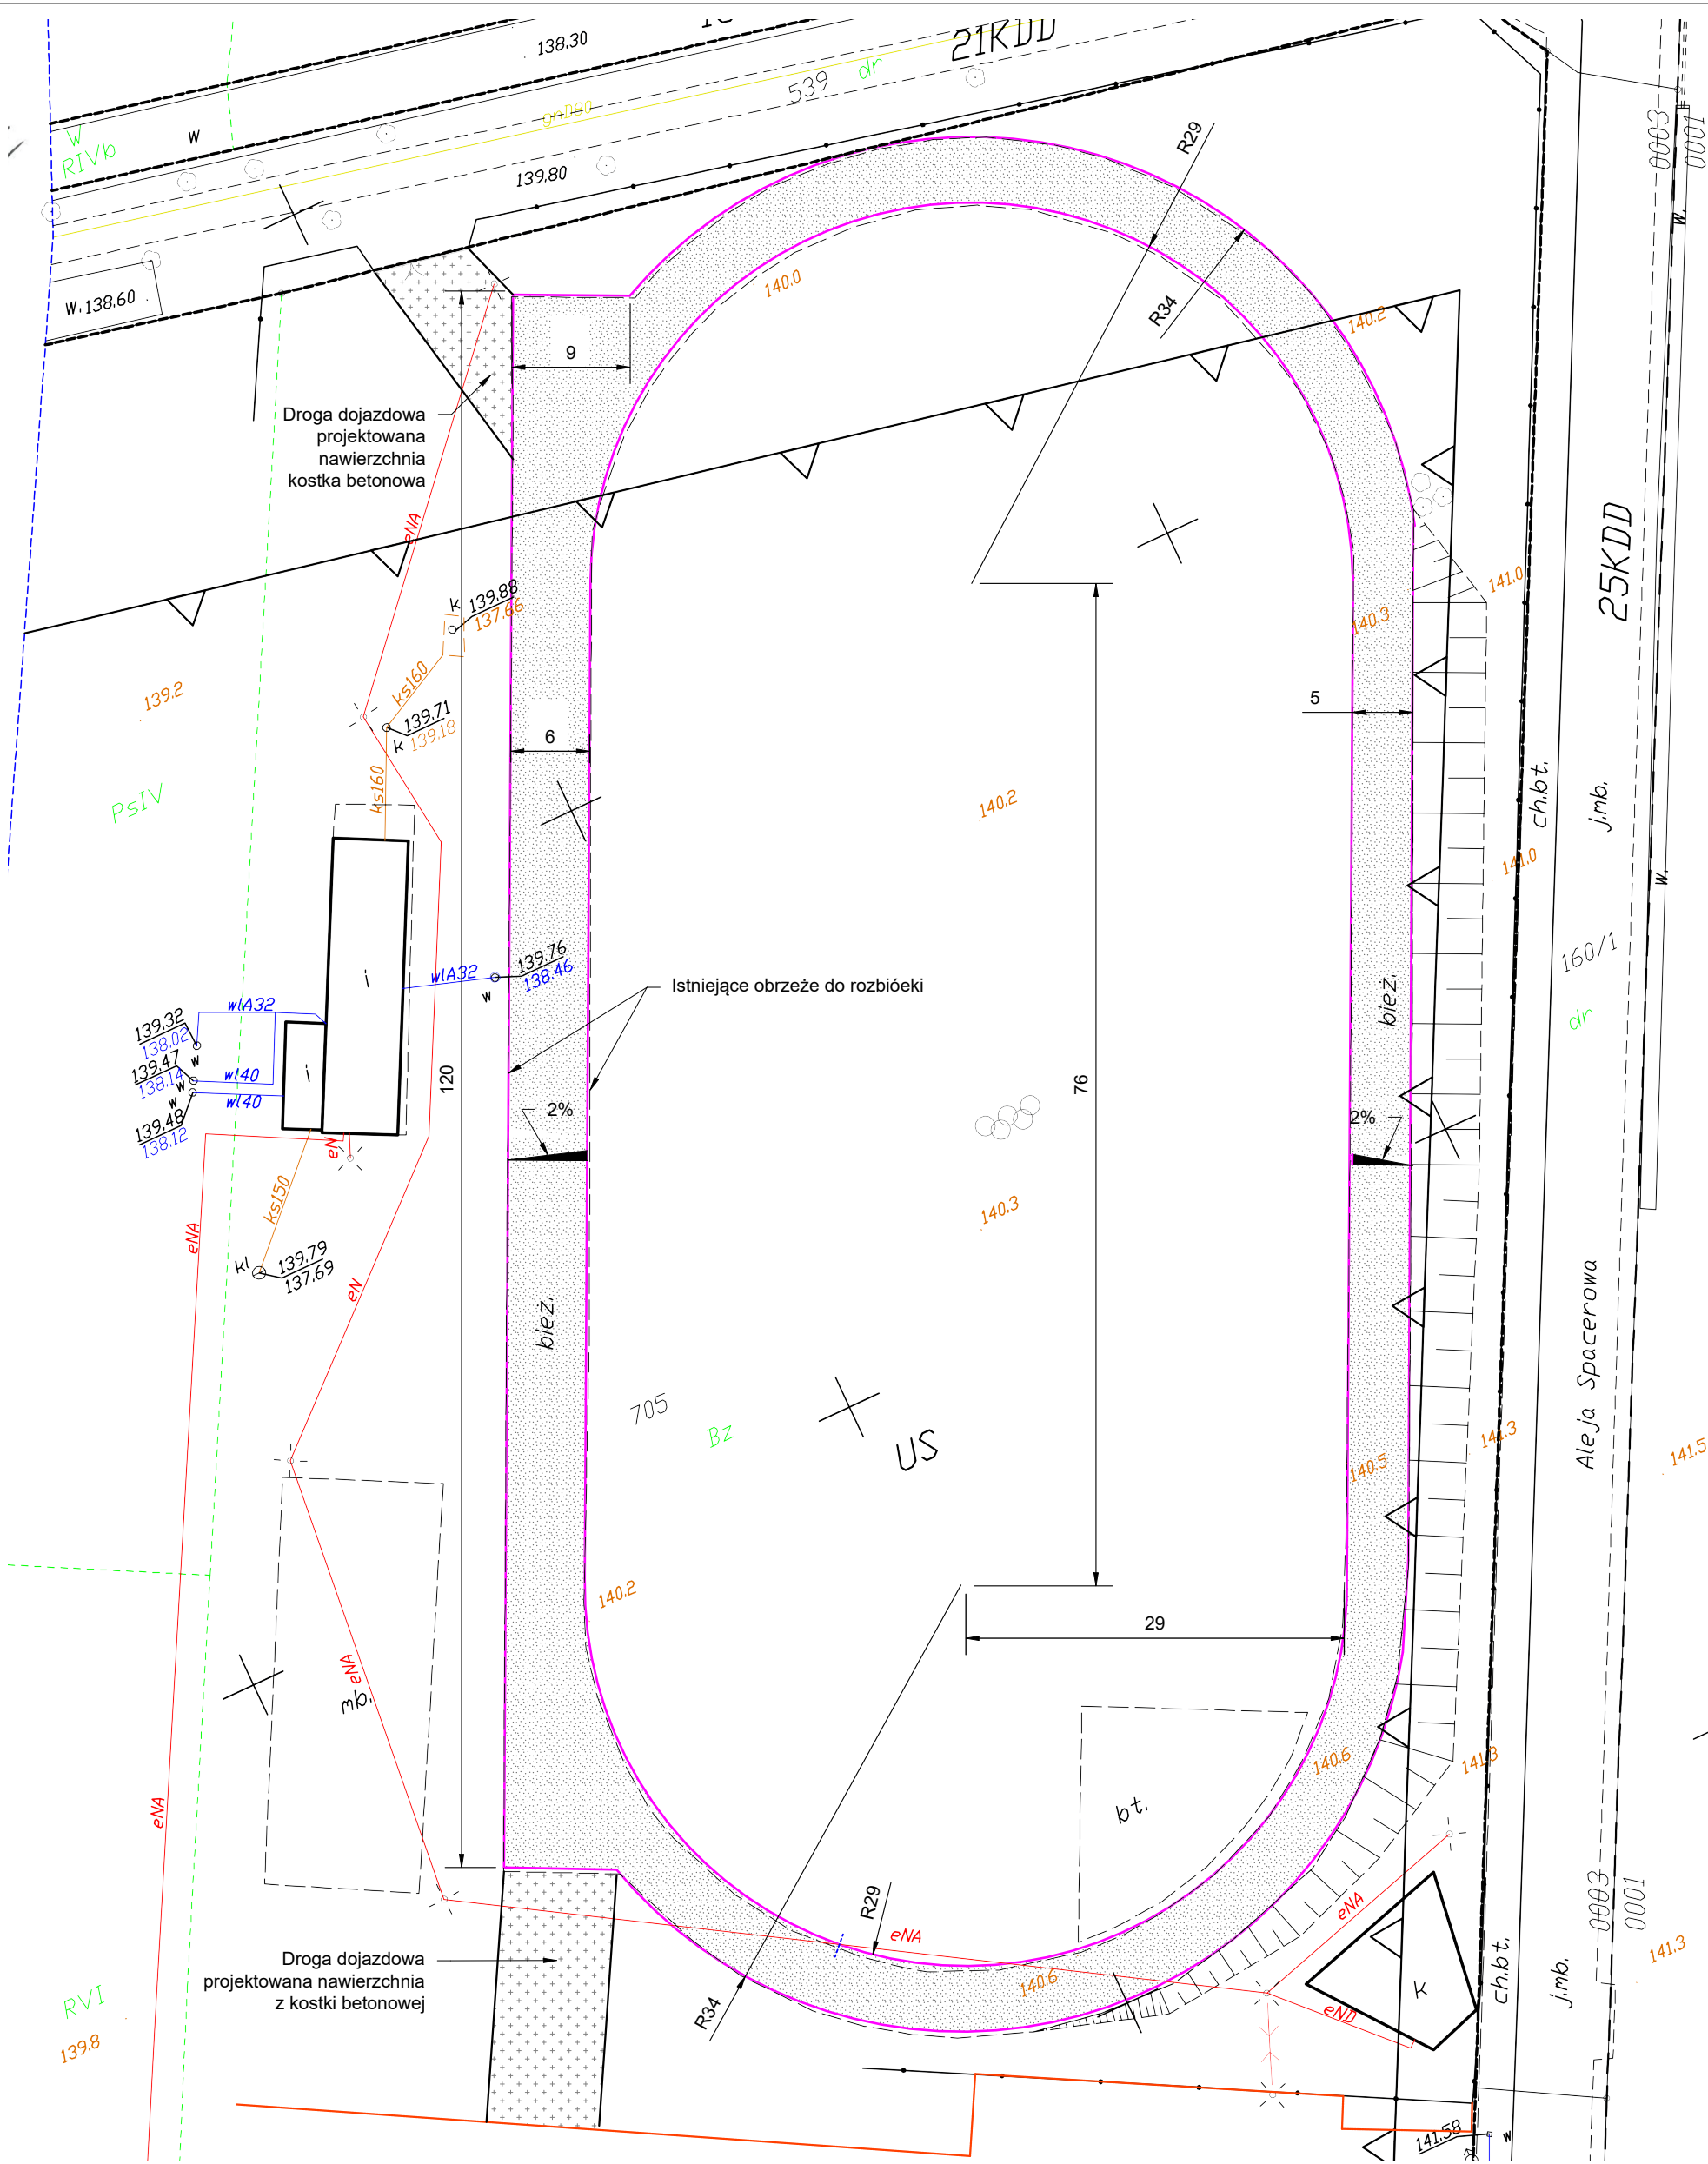 138.30
21KDD
dr
539
gnD80
W
RIVb
w
139.80
W.138.60
R29
R34
0003
0001
w.
140.0
140.2
9
Droga dojazdowa
projektowana
nawierzchnia
kostka betonowa
eNA
k
139.88
137.66
ks160
139.71
k 139.18
ks160
139.2
PsIV
6
5
140.3
141.0
25KDD
ch.bt.
j.mb.
w.
141.0
140.2
i
wlA32
139.76
138.46
w
Istniejące obrzeże do rozbióeki
bież.
160/1
dr
wlA32
139.32
138.02
w
139.47
138.14
w
wl40
w
wl40
139.48
138.12
i
eN
120
2%
76
2%
ks150
eNA
kl
139.79
137.69
eN
140.3
bież.
705
Bz
US
140.5
141.3
Aleja Spacerowa
141.5
140.2
29
eNA
mb.
140.6
141.3
bt.
eNA
R29
eNA
eNA
0003
0001
141.3
Droga dojazdowa
projektowana nawierzchnia
z kostki betonowej
R34
140.6
eND
k
ch.bt.
j.mb.
RVI
139.8
141.58
w